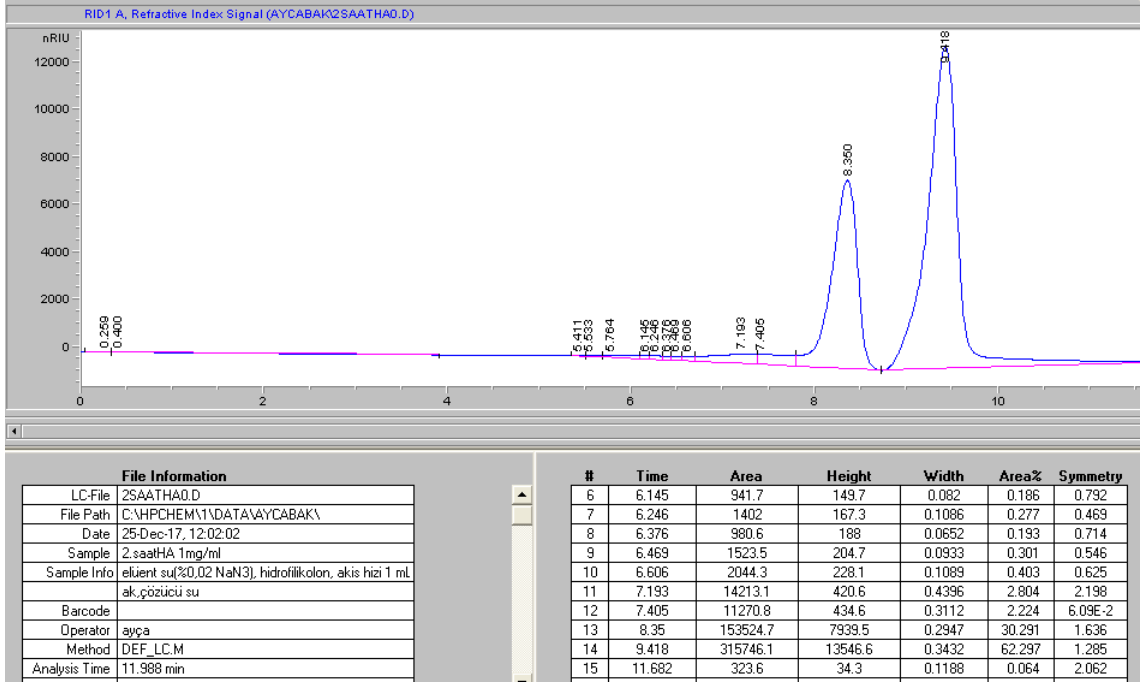 RID1 A, Refractive Index Signal (AYCABAK\2SAATHA0.D)
nRIU
12000
10000
8000
6000
4000
2000
0
0.259
0.400
5.411
5.533
5.764
6.145
6.246
6.376
6.469
6.606
7.193
7.405
8.350
9.418
0 2 4 6 8 10
File Information
LC-File 2SAATHA0.D
File Path C:\HPCHEM\1\DATA\AYCABAK\
Date 25-Dec-17, 12:02:02
Sample 2.saatHA 1mg/ml
Sample Info elüent su(%0,02 NaN3), hidrofilikolon, akis hizi 1 mL
ak,çözücü su
Barcode
Operator ayça
Method DEF_LC.M
Analysis Time 11.988 min
# Time Area Height Width Area% Symmetry
6 6.145 941.7 149.7 0.082 0.186 0.792
7 6.246 1402 167.3 0.1086 0.277 0.469
8 6.376 980.6 188 0.0652 0.193 0.714
9 6.469 1523.5 204.7 0.0933 0.301 0.546
10 6.606 2044.3 228.1 0.1089 0.403 0.625
11 7.193 14213.1 420.6 0.4396 2.804 2.198
12 7.405 11270.8 434.6 0.3112 2.224 6.09E-2
13 8.35 153524.7 7939.5 0.2947 30.291 1.636
14 9.418 315746.1 13546.6 0.3432 62.297 1.285
15 11.682 323.6 34.3 0.1188 0.064 2.062